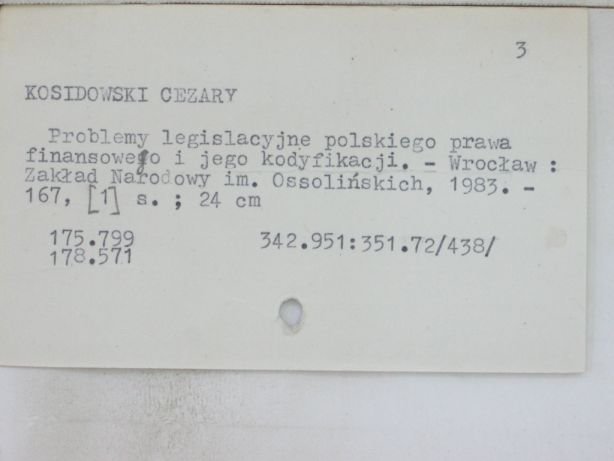 3
KOSIDOWSKI CEZARY
Problemy legislacyjne polskiego prawa
finansowego i jego kodyfikacji. - Wrocław :
Zakład Narodowy im. Ossolińskich, 1983. -
167, [1] s. ; 24 cm
175.799 342.951:351.72/438/
178.571